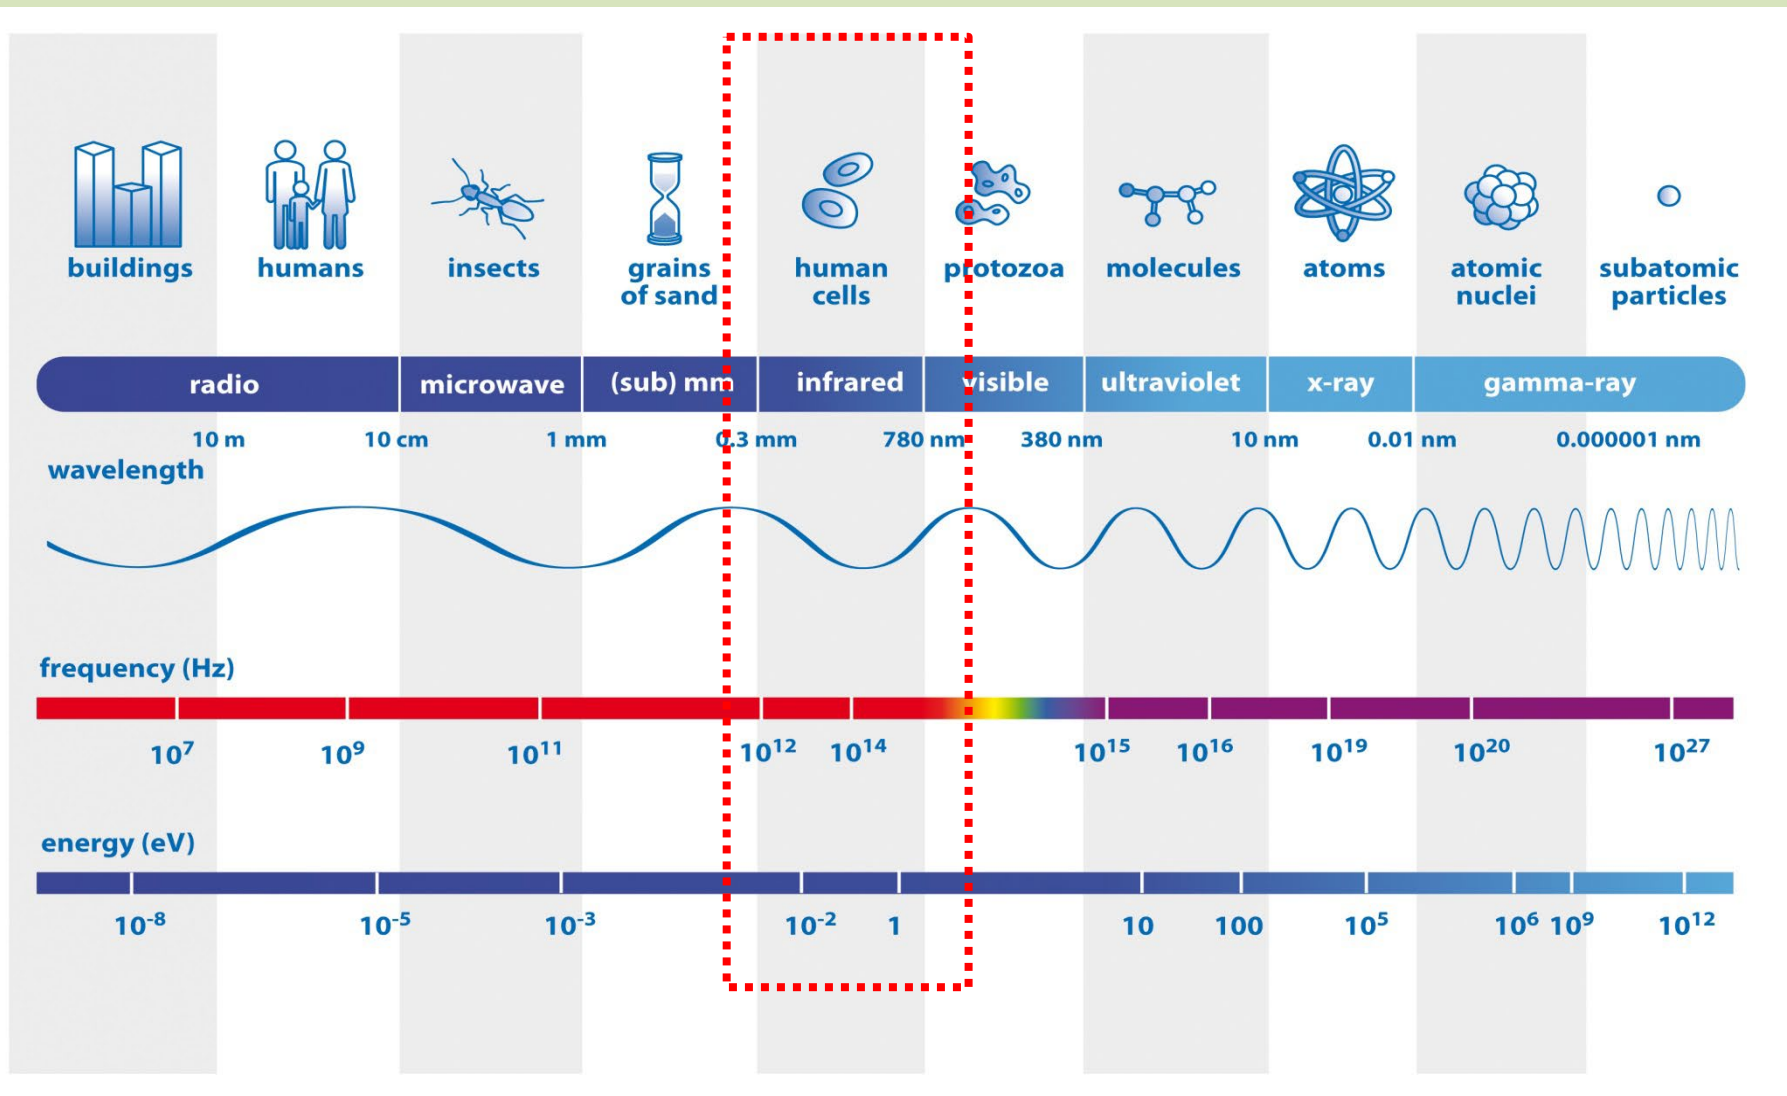 buildings
humans
insects
grains
of sand
human
cells
protozoa
molecules
atoms
atomic
nuclei
subatomic
particles
radio
microwave
(sub) mm
infrared
visible
ultraviolet
x-ray
gamma-ray
10 m
10 cm
1 mm
0.3 mm
780 nm
380 nm
10 nm
0.01 nm
0.000001 nm
wavelength
frequency (Hz)
10⁷
10⁹
10¹¹
10¹²
10¹⁴
10¹⁵
10¹⁶
10¹⁹
10²⁰
10²⁷
energy (eV)
10⁻⁸
10⁻⁵
10⁻³
10⁻²
1
10
100
10⁵
10⁶
10⁹
10¹²